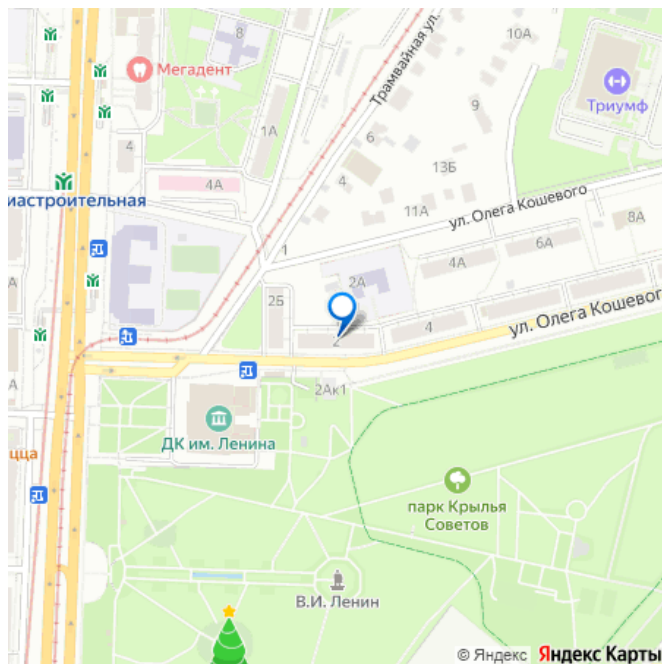 8
10А
Трамвайная ул.
Мегадент
Триумф
1А
6
9
4
4
13Б
4А
иастроительная
11А
ул. Олега Кошевого
8А
1
6А
4А
2А
2Б
4
ул. Олега Кошевого
2
2Ак1
А
ДК им. Ленина
цца
парк Крылья
Советов
В.И. Ленин
© Яндекс Яндекс Карты